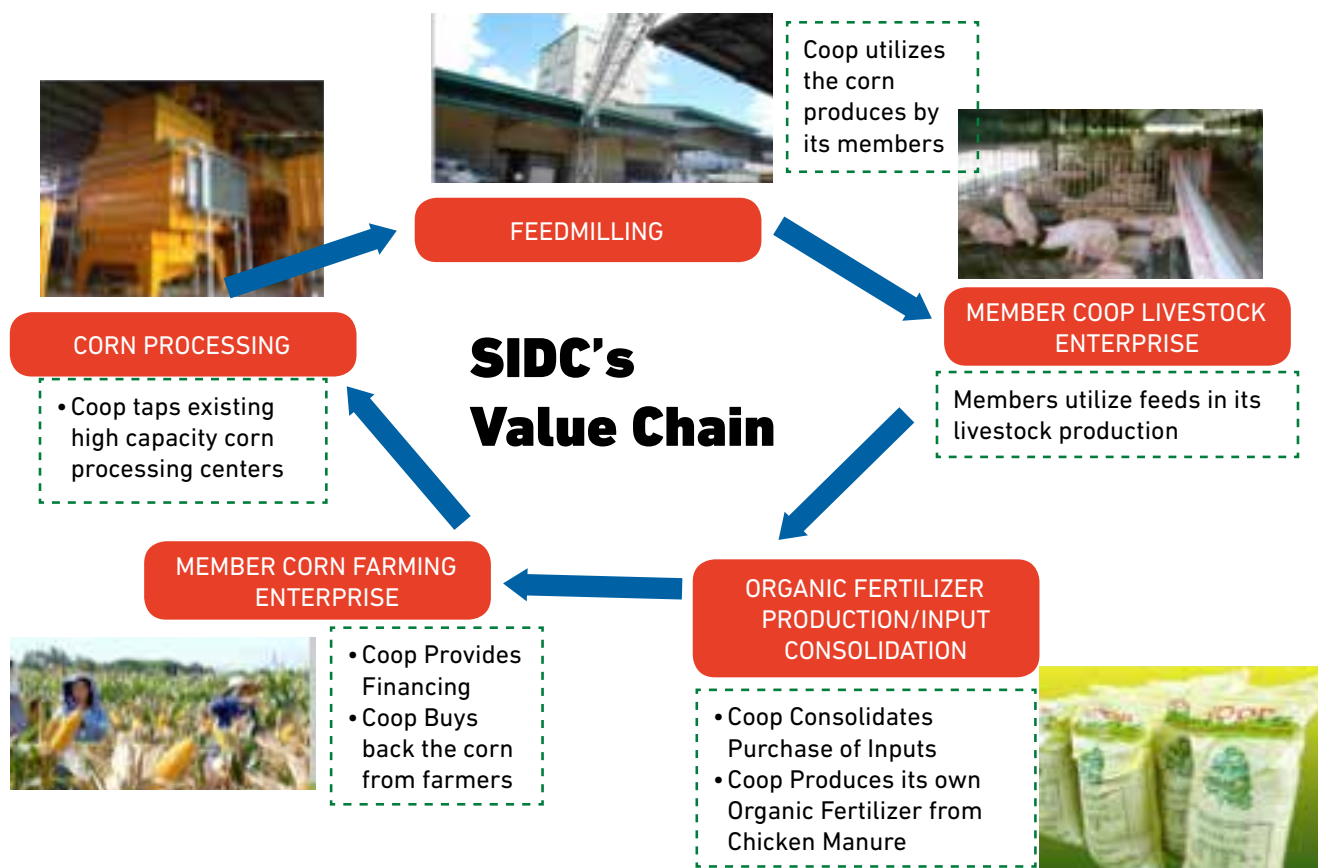 Coop utilizes
the corn
produces by
its members
FEEDMILLING
MEMBER COOP LIVESTOCK
ENTERPRISE
CORN PROCESSING
SIDC’s
Value Chain
• Coop taps existing
high capacity corn
processing centers
Members utilize feeds in its
livestock production
MEMBER CORN FARMING
ENTERPRISE
ORGANIC FERTILIZER
PRODUCTION/INPUT
CONSOLIDATION
• Coop Provides
Financing
• Coop Buys
back the corn
from farmers
• Coop Consolidates
Purchase of Inputs
• Coop Produces its own
Organic Fertilizer from
Chicken Manure